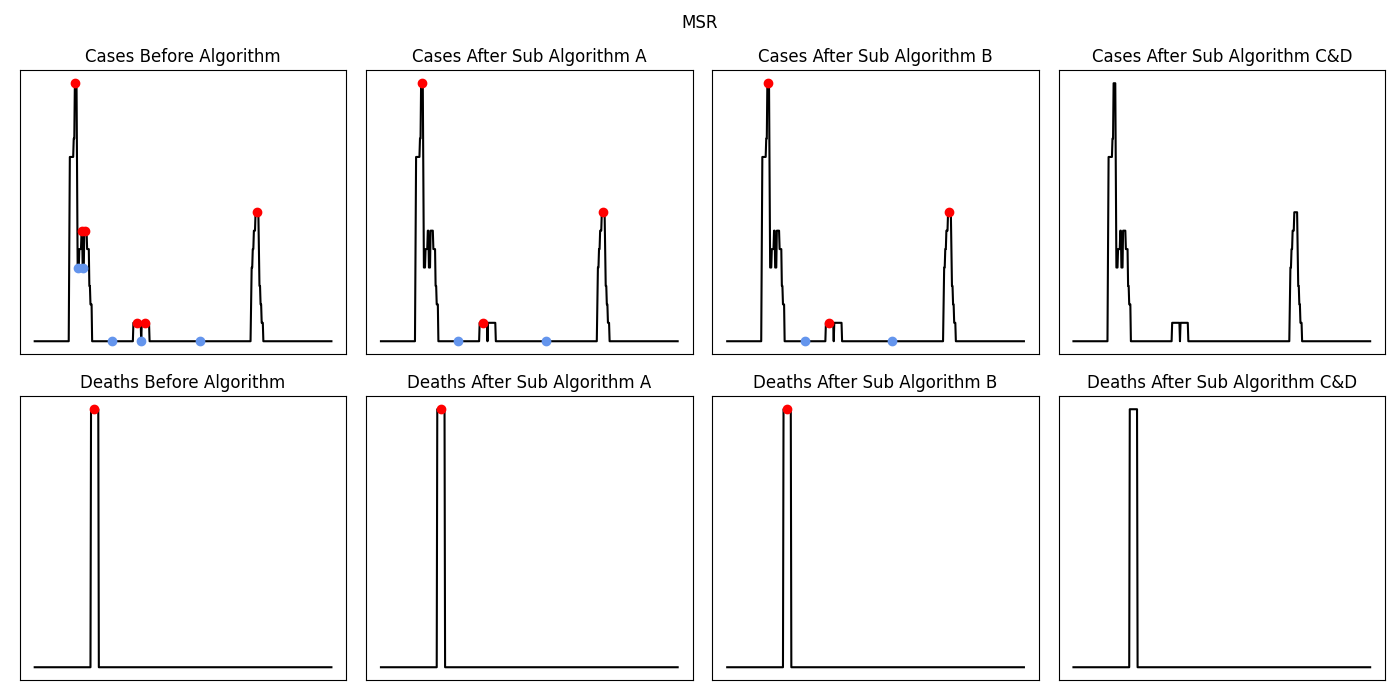 MSR
Cases Before Algorithm
Cases After Sub Algorithm A
Cases After Sub Algorithm B
Cases After Sub Algorithm C&D
Deaths Before Algorithm
Deaths After Sub Algorithm A
Deaths After Sub Algorithm B
Deaths After Sub Algorithm C&D